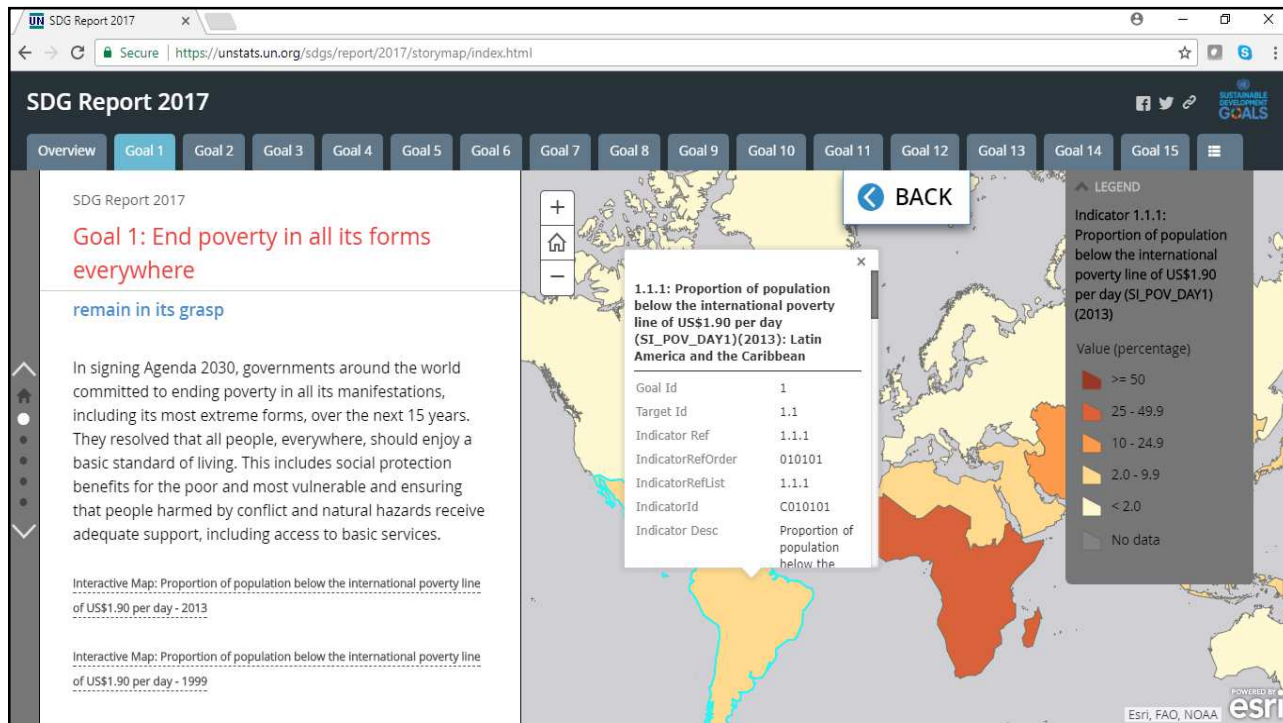 UN SDG Report 2017
Secure | https://unstats.un.org/sdgs/report/2017/storymap/index.html
SDG Report 2017
SUSTAINABLE
DEVELOPMENT
GOALS
Overview Goal 1 Goal 2 Goal 3 Goal 4 Goal 5 Goal 6 Goal 7 Goal 8 Goal 9 Goal 10 Goal 11 Goal 12 Goal 13 Goal 14 Goal 15
SDG Report 2017
Goal 1: End poverty in all its forms
everywhere
remain in its grasp
In signing Agenda 2030, governments around the world
committed to ending poverty in all its manifestations,
including its most extreme forms, over the next 15 years.
They resolved that all people, everywhere, should enjoy a
basic standard of living. This includes social protection
benefits for the poor and most vulnerable and ensuring
that people harmed by conflict and natural hazards receive
adequate support, including access to basic services.
Interactive Map: Proportion of population below the international poverty line
of US$1.90 per day - 2013
Interactive Map: Proportion of population below the international poverty line
of US$1.90 per day - 1999
BACK
1.1.1: Proportion of population
below the international poverty
line of US$1.90 per day
(SI_POV_DAY1)(2013): Latin
America and the Caribbean
Goal Id 1
Target Id 1.1
Indicator Ref 1.1.1
IndicatorRefOrder 010101
IndicatorRefList 1.1.1
IndicatorId C010101
Indicator Desc Proportion of
population
below the
LEGEND
Indicator 1.1.1:
Proportion of population
below the international
poverty line of US$1.90
per day (SI_POV_DAY1)
(2013)
Value (percentage)
>= 50
25 - 49.9
10 - 24.9
2.0 - 9.9
< 2.0
No data
POWERED BY
esri
Esri, FAO, NOAA